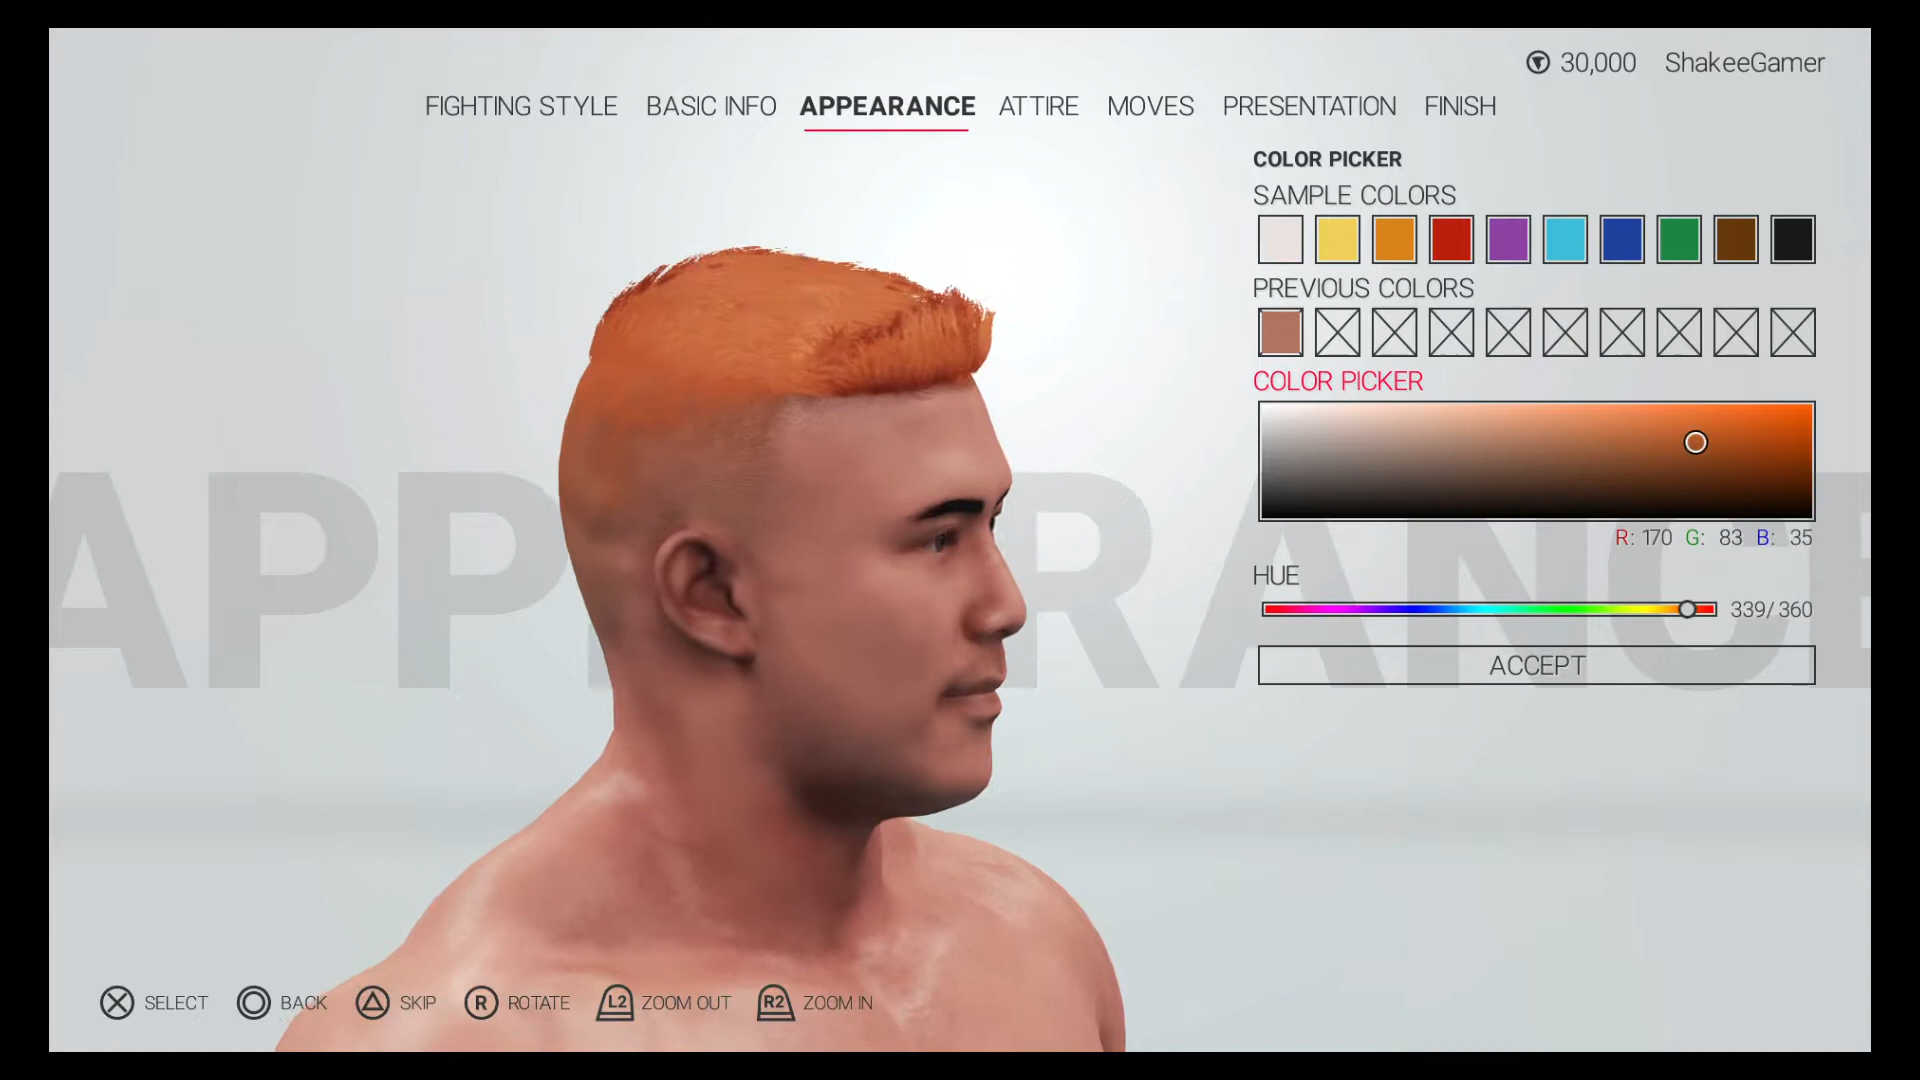 30,000 ShakeeGamer
FIGHTING STYLE BASIC INFO APPEARANCE ATTIRE MOVES PRESENTATION FINISH
COLOR PICKER
SAMPLE COLORS
PREVIOUS COLORS
COLOR PICKER
R: 170 G: 83 B: 35
HUE
339/360
ACCEPT
APPEARANCE
SELECT BACK SKIP R ROTATE L2 ZOOM OUT R2 ZOOM IN